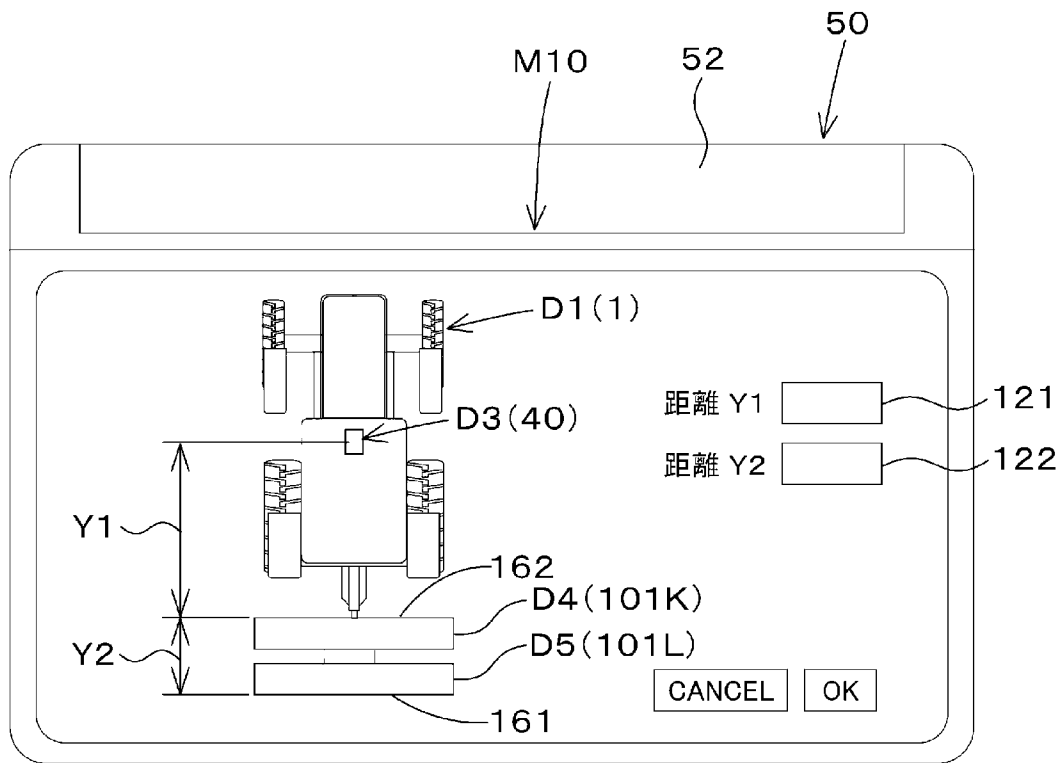 50
52
M10
D1(1)
D3(40)
距離 Y1
121
距離 Y2
122
Y1
162
D4(101K)
Y2
D5(101L)
CANCEL
OK
161